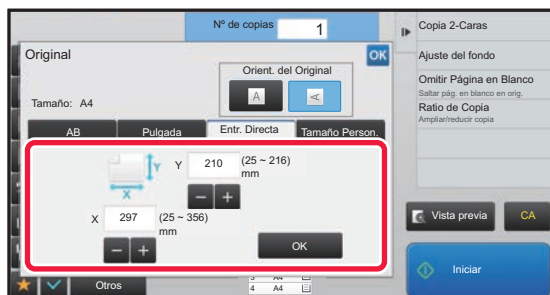 Nº de copias 1
Original
OK
Orient. del Original
A
A
Tamaño: A4
AB
Pulgada
Entr. Directa
Tamaño Person.
Y
X
Y 210 (25 ~ 216) mm
X 297 (25 ~ 356) mm
OK
Otros
3 A4
4 A4
Copia 2-Caras
Ajuste del fondo
Omitir Página en Blanco
Saltar pág. en blanco en orig.
Ratio de Copia
Ampliar/reducir copia
Vista previa
CA
Iniciar